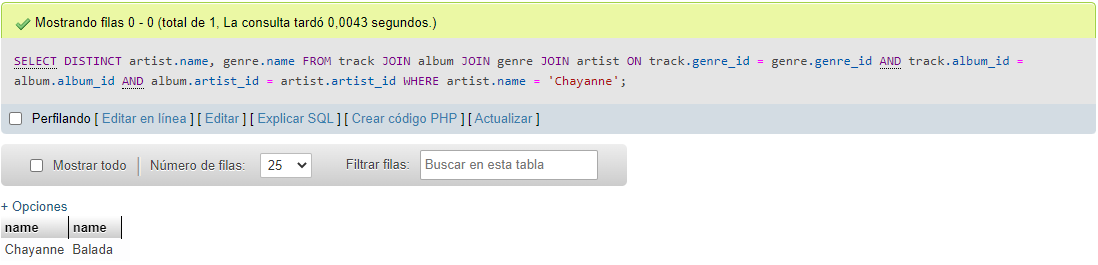 Mostrando filas 0 - 0 (total de 1, La consulta tardó 0,0043 segundos.)
SELECT DISTINCT artist.name, genre.name FROM track JOIN album JOIN genre JOIN artist ON track.genre_id = genre.genre_id AND track.album_id =
album.album_id AND album.artist_id = artist.artist_id WHERE artist.name = 'Chayanne';
Perfilando [ Editar en línea ] [ Editar ] [ Explicar SQL ] [ Crear código PHP ] [ Actualizar ]
Mostrar todo Número de filas: 25 Filtrar filas: Buscar en esta tabla
+ Opciones
name name
Chayanne Balada